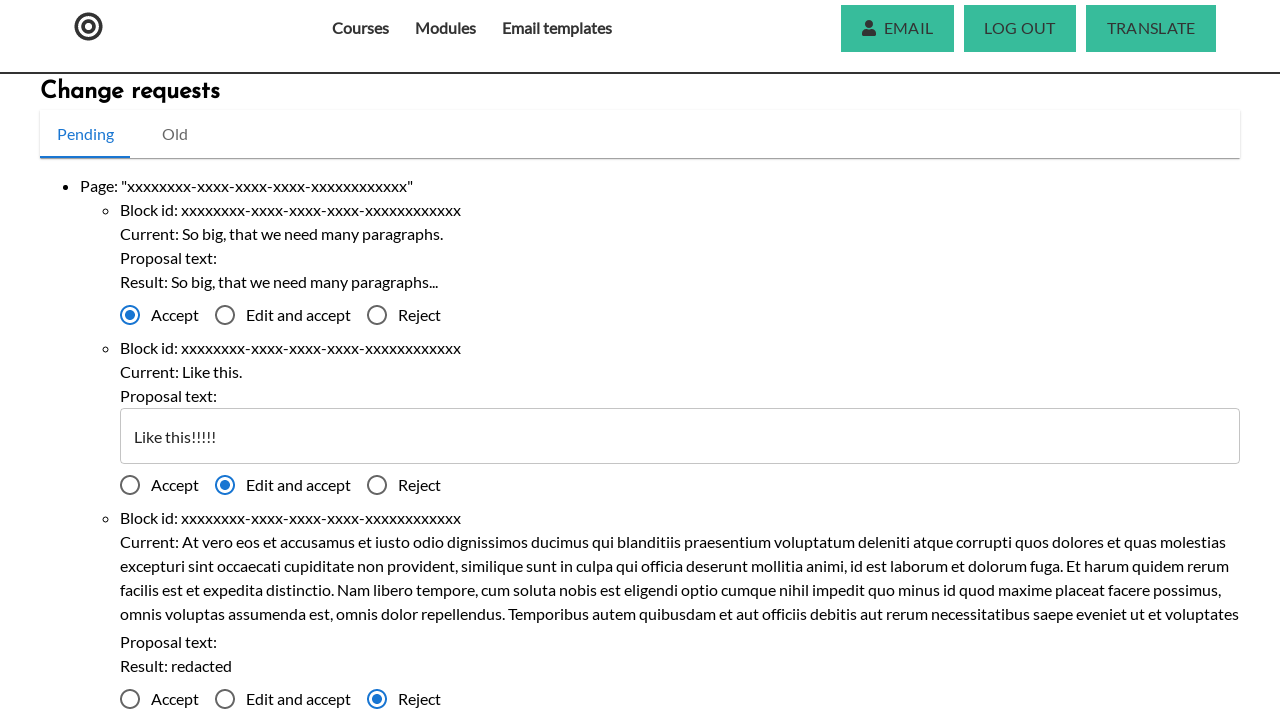 Courses Modules Email templates EMAIL LOG OUT TRANSLATE
Change requests
Pending Old
Page: "xxxxxxxx-xxxx-xxxx-xxxx-xxxxxxxxxxxx"
Block id: xxxxxxxx-xxxx-xxxx-xxxx-xxxxxxxxxxxx
Current: So big, that we need many paragraphs.
Proposal text:
Result: So big, that we need many paragraphs...
Accept Edit and accept Reject
Block id: xxxxxxxx-xxxx-xxxx-xxxx-xxxxxxxxxxxx
Current: Like this.
Proposal text:
Like this!!!!!
Accept Edit and accept Reject
Block id: xxxxxxxx-xxxx-xxxx-xxxx-xxxxxxxxxxxx
Current: At vero eos et accusamus et iusto odio dignissimos ducimus qui blanditiis praesentium voluptatum deleniti atque corrupti quos dolores et quas molestias
excepturi sint occaecati cupiditate non provident, similique sunt in culpa qui officia deserunt mollitia animi, id est laborum et dolorum fuga. Et harum quidem rerum
facilis est et expedita distinctio. Nam libero tempore, cum soluta nobis est eligendi optio cumque nihil impedit quo minus id quod maxime placeat facere possimus,
omnis voluptas assumenda est, omnis dolor repellendus. Temporibus autem quibusdam et aut officiis debitis aut rerum necessitatibus saepe eveniet ut et voluptates
Proposal text:
Result: redacted
Accept Edit and accept Reject